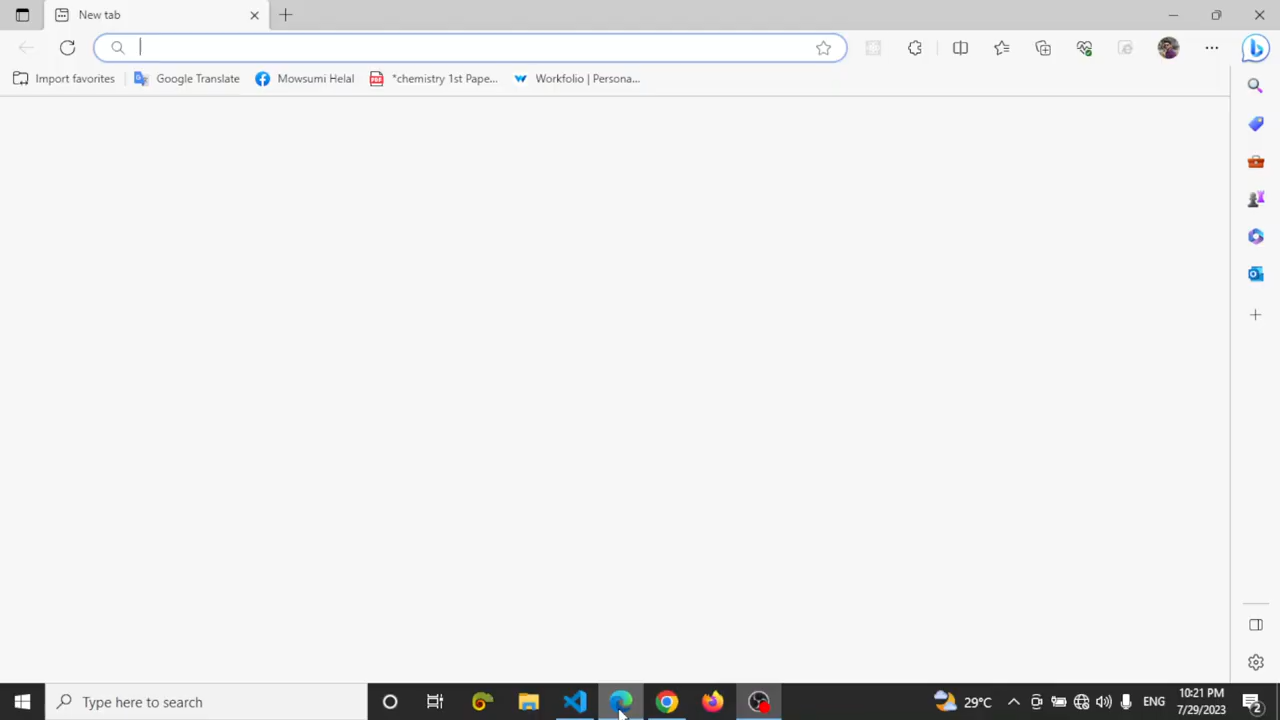 New tab
Import favorites
Google Translate
Mowsumi Helal
*chemistry 1st Pape...
Workfolio | Persona...
Type here to search
29°C
ENG
10:21 PM
7/29/2023
2